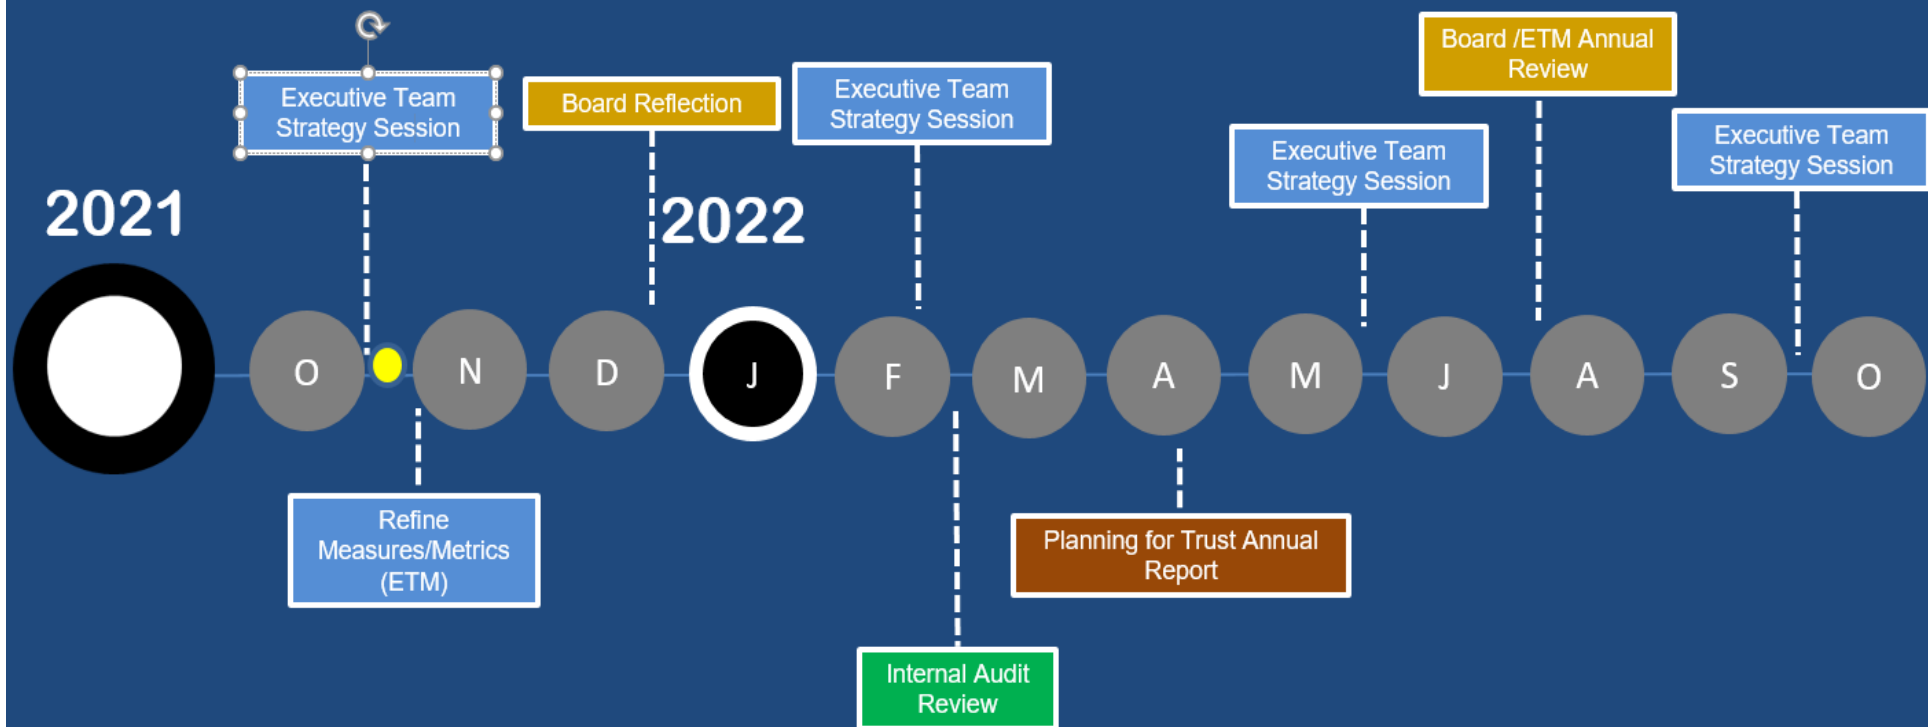 Board /ETM Annual
Review
Executive Team
Strategy Session
Board Reflection
Executive Team
Strategy Session
Executive Team
Strategy Session
Executive Team
Strategy Session
2021
2022
O
N
D
J
F
M
A
M
J
A
S
O
Refine
Measures/Metrics
(ETM)
Planning for Trust Annual
Report
Internal Audit
Review